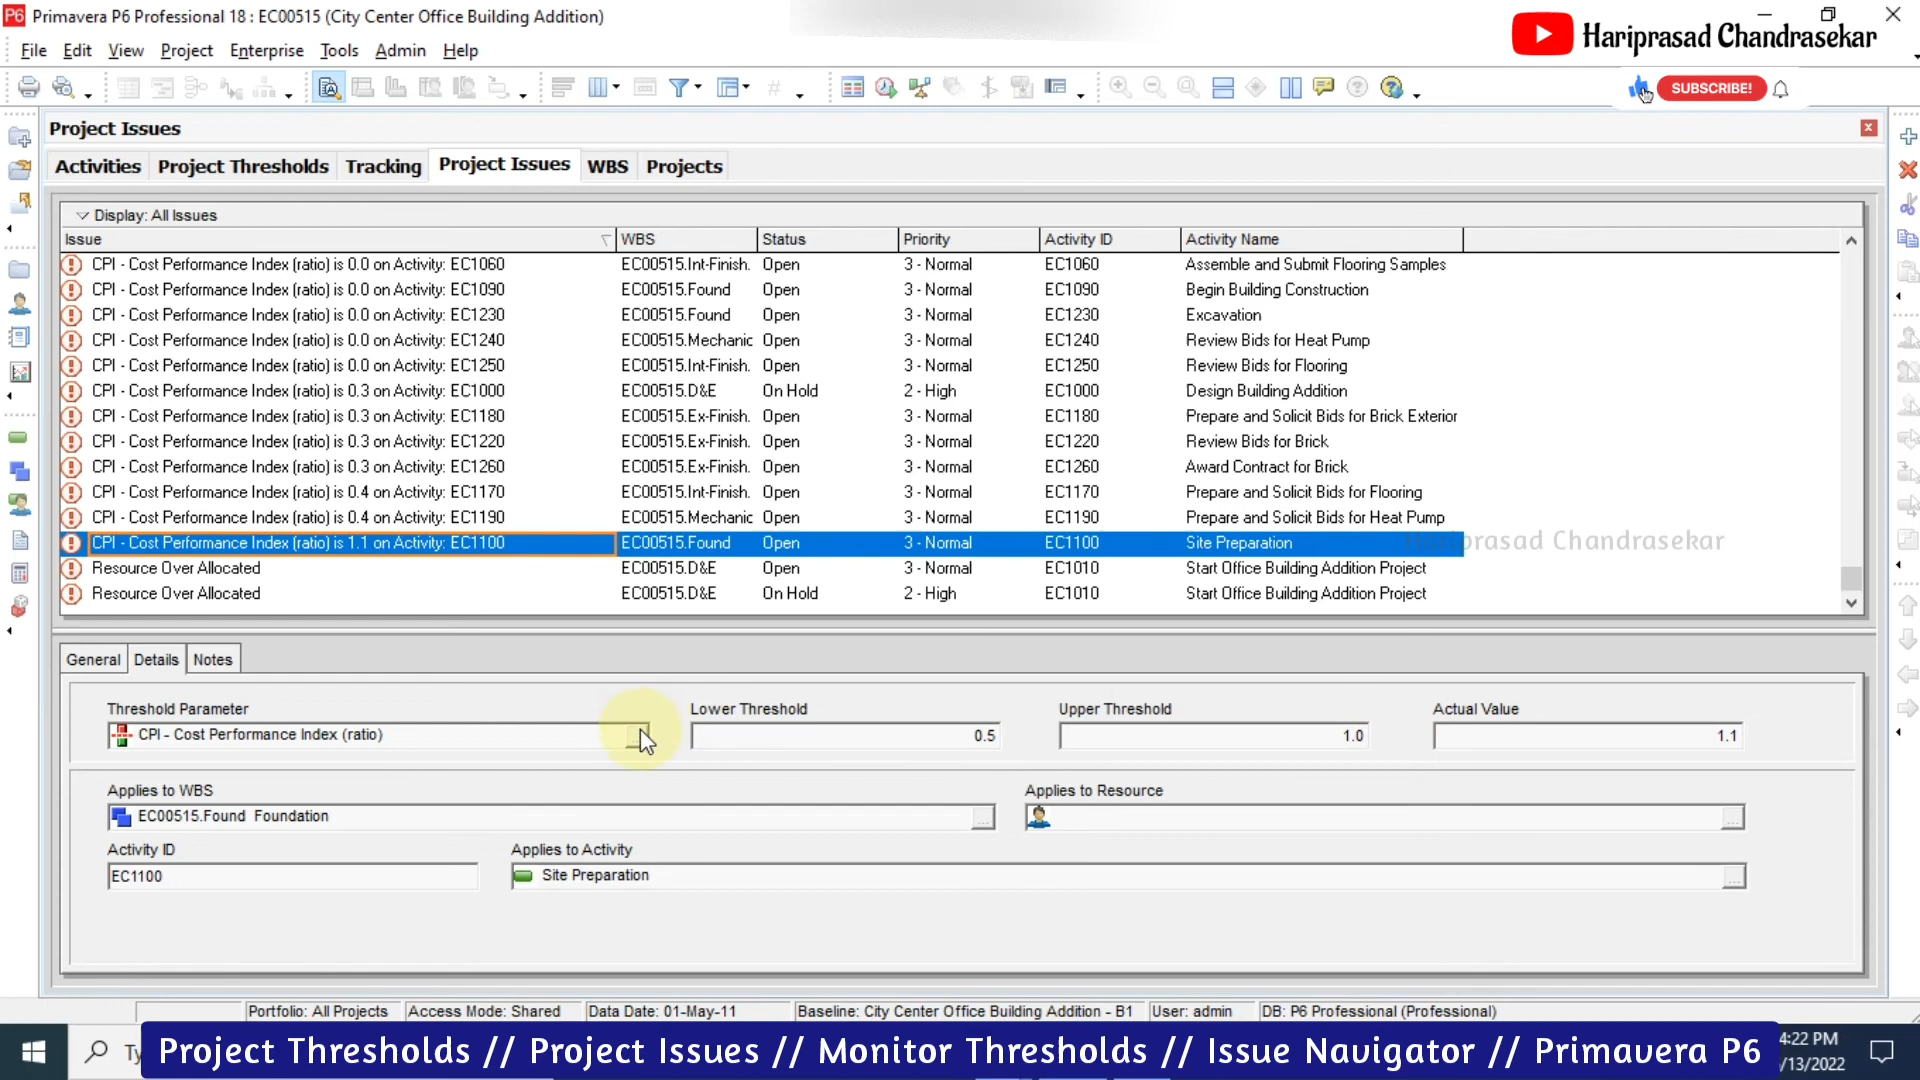 Primavera P6 Professional 18 : EC00515 (City Center Office Building Addition)
Hariprasad Chandrasekar
File Edit View Project Enterprise Tools Admin Help
SUBSCRIBE!
Project Issues
Activities Project Thresholds Tracking Project Issues WBS Projects
Display: All Issues
Issue WBS Status Priority Activity ID Activity Name
CPI - Cost Performance Index (ratio) is 0.0 on Activity: EC1060 EC00515.Int-Finish. Open 3 - Normal EC1060 Assemble and Submit Flooring Samples
CPI - Cost Performance Index (ratio) is 0.0 on Activity: EC1090 EC00515.Found Open 3 - Normal EC1090 Begin Building Construction
CPI - Cost Performance Index (ratio) is 0.0 on Activity: EC1230 EC00515.Found Open 3 - Normal EC1230 Excavation
CPI - Cost Performance Index (ratio) is 0.0 on Activity: EC1240 EC00515.Mechanic Open 3 - Normal EC1240 Review Bids for Heat Pump
CPI - Cost Performance Index (ratio) is 0.0 on Activity: EC1250 EC00515.Int-Finish. Open 3 - Normal EC1250 Review Bids for Flooring
CPI - Cost Performance Index (ratio) is 0.3 on Activity: EC1000 EC00515.D&E On Hold 2 - High EC1000 Design Building Addition
CPI - Cost Performance Index (ratio) is 0.3 on Activity: EC1180 EC00515.Ex-Finish. Open 3 - Normal EC1180 Prepare and Solicit Bids for Brick Exterior
CPI - Cost Performance Index (ratio) is 0.3 on Activity: EC1220 EC00515.Ex-Finish. Open 3 - Normal EC1220 Review Bids for Brick
CPI - Cost Performance Index (ratio) is 0.3 on Activity: EC1260 EC00515.Ex-Finish. Open 3 - Normal EC1260 Award Contract for Brick
CPI - Cost Performance Index (ratio) is 0.4 on Activity: EC1170 EC00515.Int-Finish. Open 3 - Normal EC1170 Prepare and Solicit Bids for Flooring
CPI - Cost Performance Index (ratio) is 0.4 on Activity: EC1190 EC00515.Mechanic Open 3 - Normal EC1190 Prepare and Solicit Bids for Heat Pump
CPI - Cost Performance Index (ratio) is 1.1 on Activity: EC1100 EC00515.Found Open 3 - Normal EC1100 Site Preparation
Hariprasad Chandrasekar
Resource Over Allocated EC00515.D&E Open 3 - Normal EC1010 Start Office Building Addition Project
Resource Over Allocated EC00515.D&E On Hold 2 - High EC1010 Start Office Building Addition Project
General Details Notes
Threshold Parameter Lower Threshold Upper Threshold Actual Value
CPI - Cost Performance Index (ratio) 0.5 1.0 1.1
Applies to WBS Applies to Resource
EC00515.Found Foundation
Activity ID Applies to Activity
EC1100 Site Preparation
Portfolio: All Projects Access Mode: Shared Data Date: 01-May-11 Baseline: City Center Office Building Addition - B1 User: admin DB: P6 Professional (Professional)
Project Thresholds // Project Issues // Monitor Thresholds // Issue Navigator // Primavera P6
4:22 PM
/13/2022